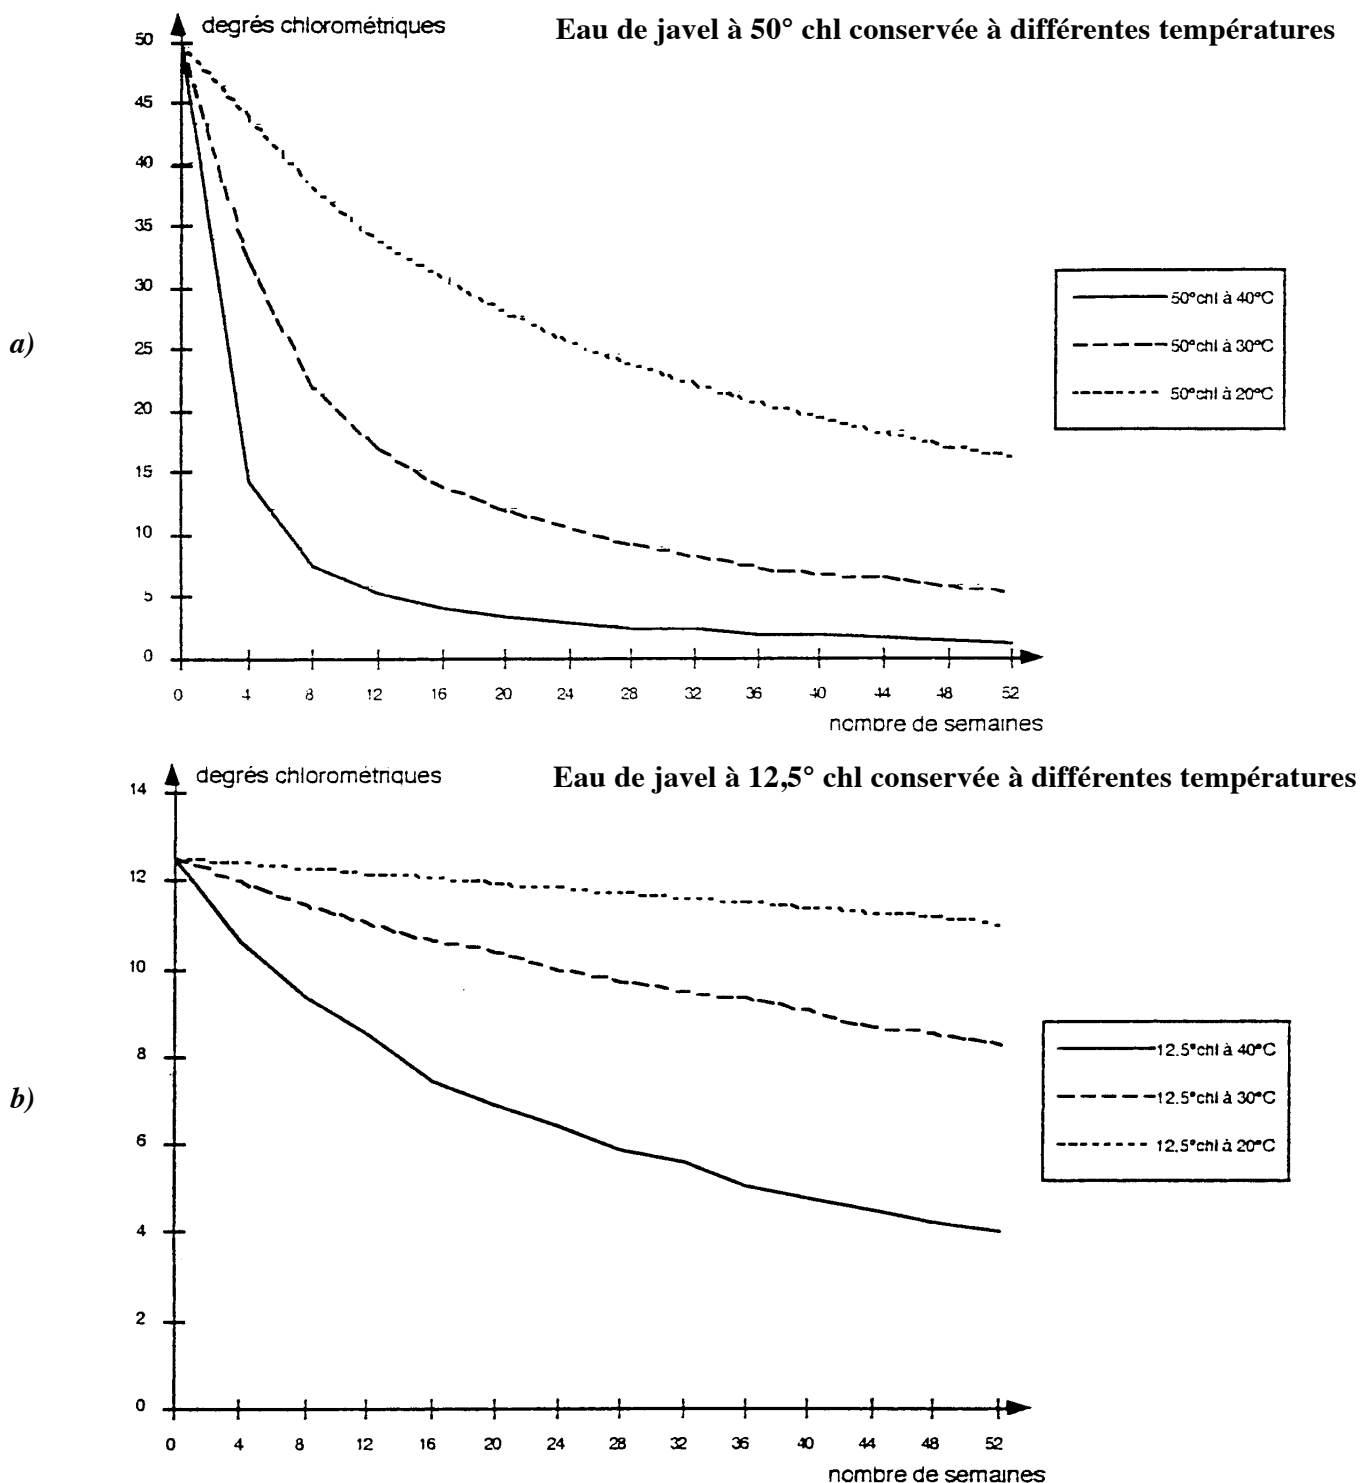 degrés chlorométriques
Eau de javel à 50° chl conservée à différentes températures
50
45
40
35
30
25
20
15
10
5
0
a)
50°chl à 40°C
50°chl à 30°C
50°chl à 20°C
0 4 8 12 16 20 24 28 32 36 40 44 48 52
nombre de semaines
degrés chlorométriques
Eau de javel à 12,5° chl conservée à différentes températures
14
12
10
8
6
4
2
0
b)
12.5°chl à 40°C
12.5°chl à 30°C
12.5°chl à 20°C
0 4 8 12 16 20 24 28 32 36 40 44 48 52
nombre de semaines